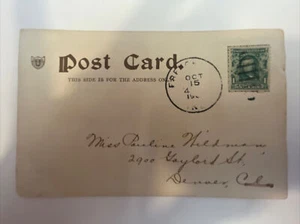 Post Card.
THIS SIDE IS FOR THE ADDRESS ONLY
OCT
15
4
Miss Pauline Wildman
2900 Gaylord St.
Denver, Colo.